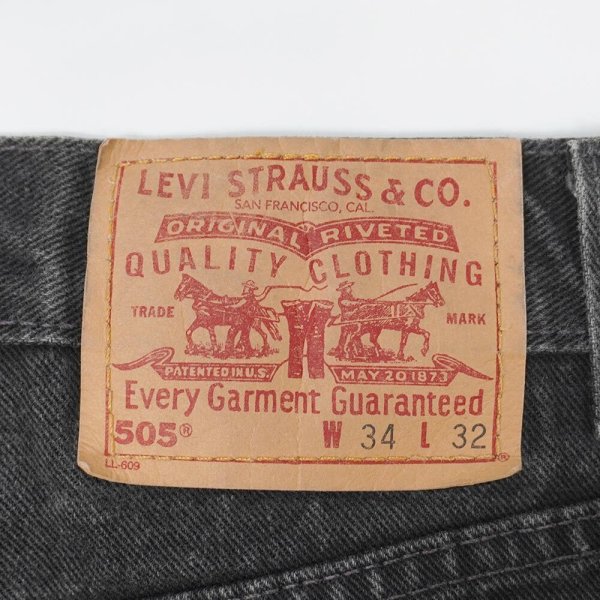 LEVI STRAUSS & CO.
SAN FRANCISCO, CAL.
ORIGINAL RIVETED
QUALITY CLOTHING
TRADE MARK
PATENTED IN U.S. MAY 20 1873
Every Garment Guaranteed
505® W 34 L 32
LL-609 ®